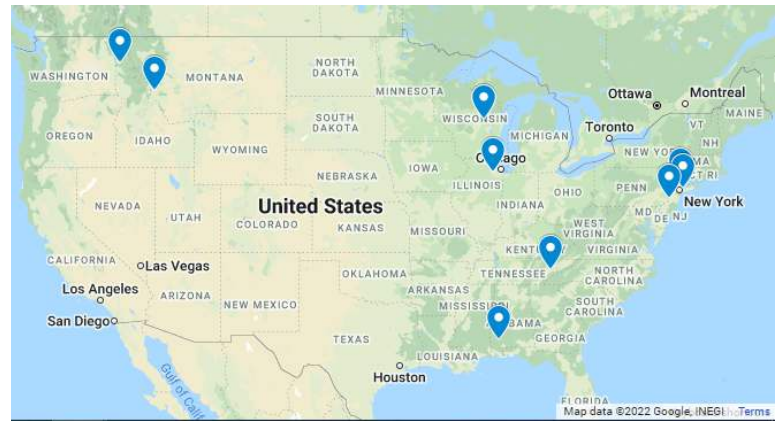 Ottawa
Montreal
WASHINGTON
MONTANA
NORTH
DAKOTA
MINNESOTA
MAINE
VT
SOUTH
DAKOTA
WISCONSIN
Toronto
OREGON
IDAHO
MICHIGAN
NH
WYOMING
NEW YORK
MA
Chicago
IOWA
CT RI
NEBRASKA
ILLINOIS
OHIO
PENN
New York
United States
INDIANA
NEVADA
MD
DE
NJ
UTAH
COLORADO
KANSAS
MISSOURI
WEST
VIRGINIA
KENTUCKY
VIRGINIA
CALIFORNIA
Las Vegas
OKLAHOMA
TENNESSEE
NORTH
CAROLINA
Los Angeles
ARIZONA
NEW MEXICO
ARKANSAS
MISSISSIPPI
SOUTH
CAROLINA
San Diego
ALABAMA
TEXAS
GEORGIA
LOUISIANA
Houston
Gulf of Calif
FLORIDA
Map data ©2022 Google, INEGI
Terms